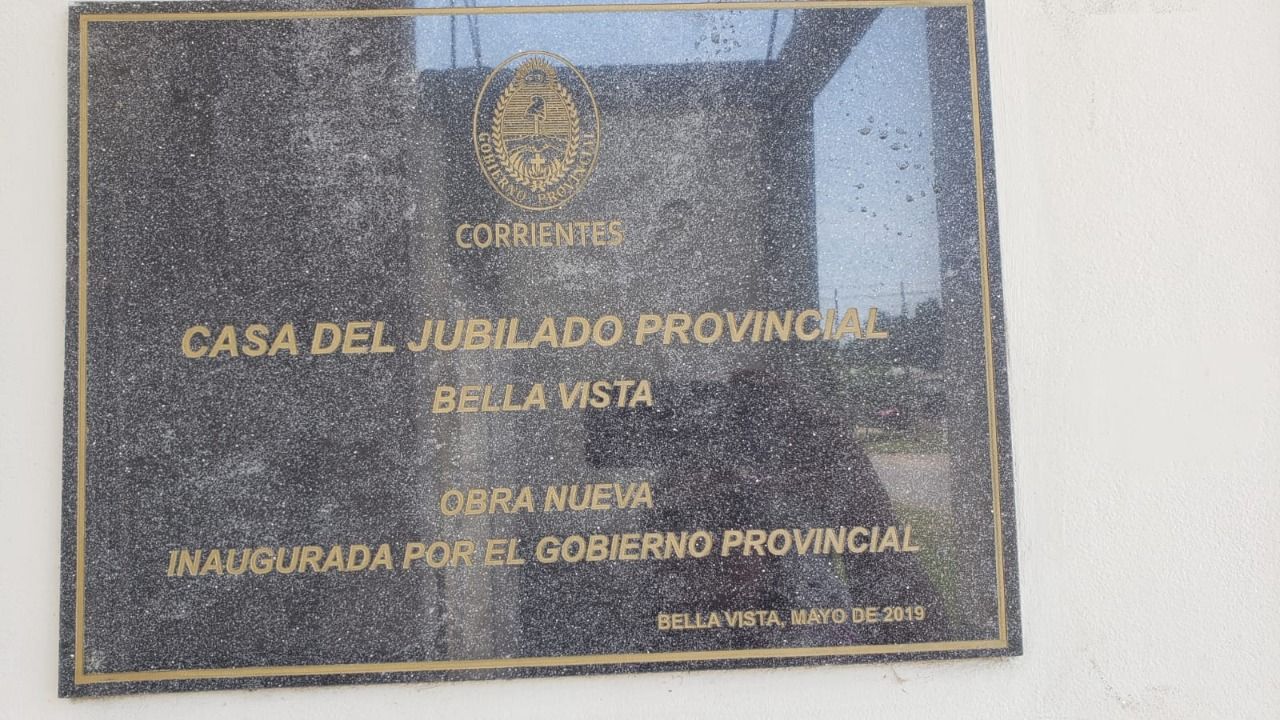 GOBIERNO PROVINCIAL
CORRIENTES
CASA DEL JUBILADO PROVINCIAL
BELLA VISTA
OBRA NUEVA
INAUGURADA POR EL GOBIERNO PROVINCIAL
BELLA VISTA, MAYO DE 2019